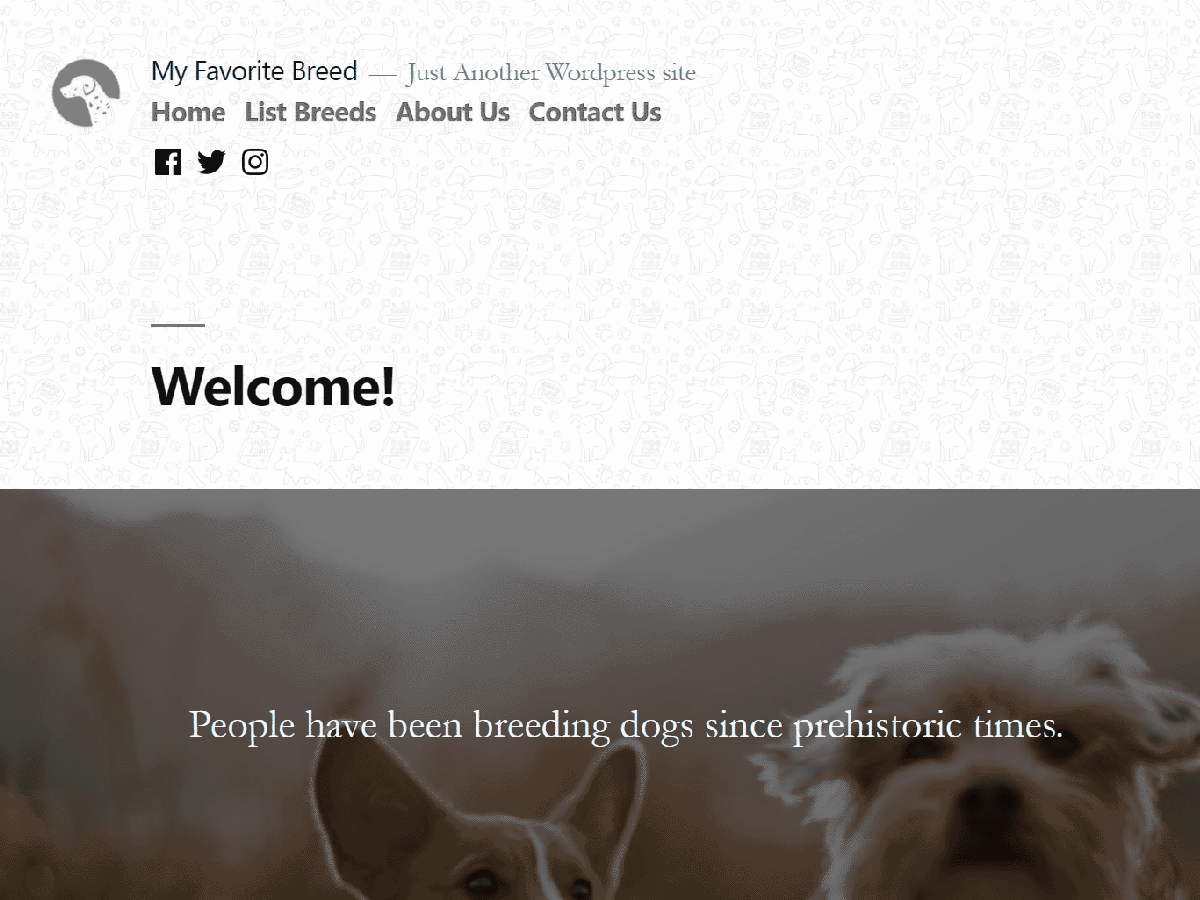 My Favorite Breed — Just Another Wordpress site
Home List Breeds About Us Contact Us
Welcome!
People have been breeding dogs since prehistoric times.